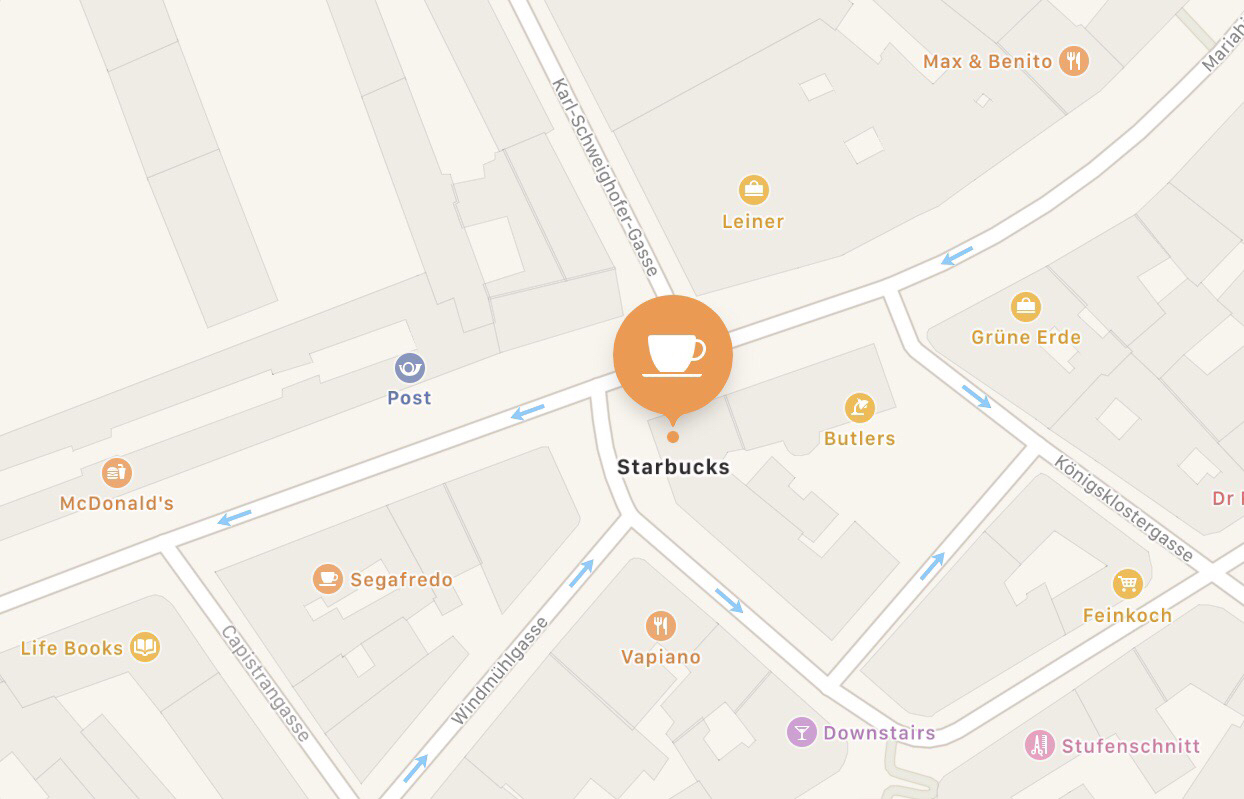 Mariahi
Max & Benito
Karl-Schweighofer-Gasse
Leiner
Grüne Erde
Post
Butlers
Starbucks
McDonald's
Königsklostergasse
Dr
Segafredo
Feinkoch
Life Books
Capistrangasse
Windmühlgasse
Vapiano
Downstairs
Stufenschnitt